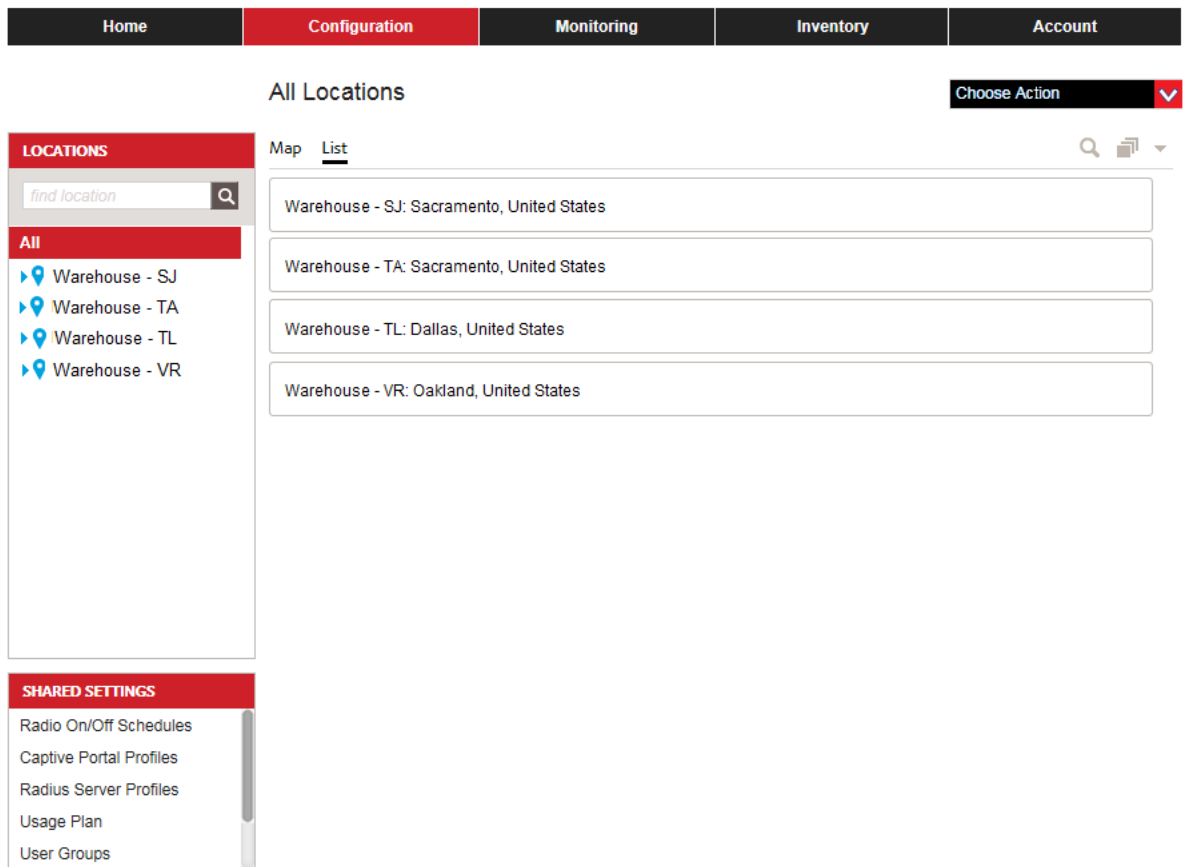 Home Configuration Monitoring Inventory Account
All Locations
Choose Action
LOCATIONS
find location
All
Warehouse - SJ
Warehouse - TA
Warehouse - TL
Warehouse - VR
Map List
Warehouse - SJ: Sacramento, United States
Warehouse - TA: Sacramento, United States
Warehouse - TL: Dallas, United States
Warehouse - VR: Oakland, United States
SHARED SETTINGS
Radio On/Off Schedules
Captive Portal Profiles
Radius Server Profiles
Usage Plan
User Groups